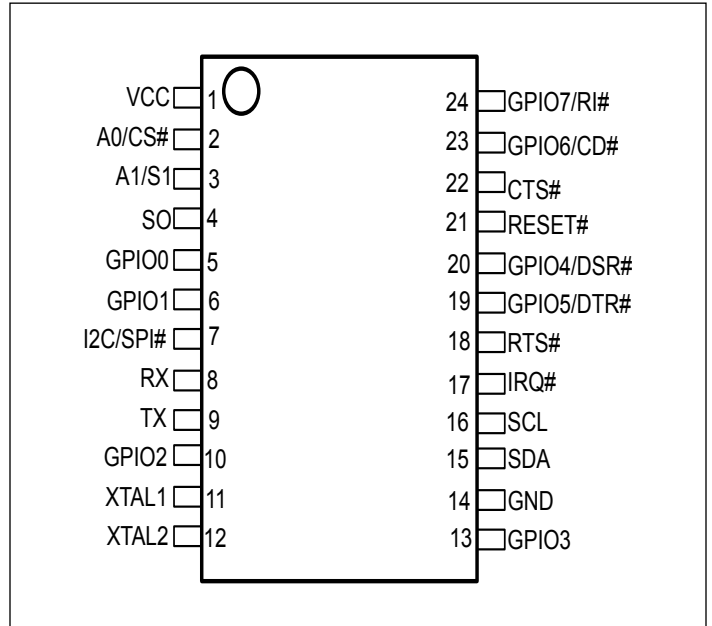 VCC 1 24 GPIO7/RI#
A0/CS# 2 23 GPIO6/CD#
A1/S1 3 22 CTS#
SO 4 21 RESET#
GPIO0 5 20 GPIO4/DSR#
GPIO1 6 19 GPIO5/DTR#
I2C/SPI# 7 18 RTS#
RX 8 17 IRQ#
TX 9 16 SCL
GPIO2 10 15 SDA
XTAL1 11 14 GND
XTAL2 12 13 GPIO3